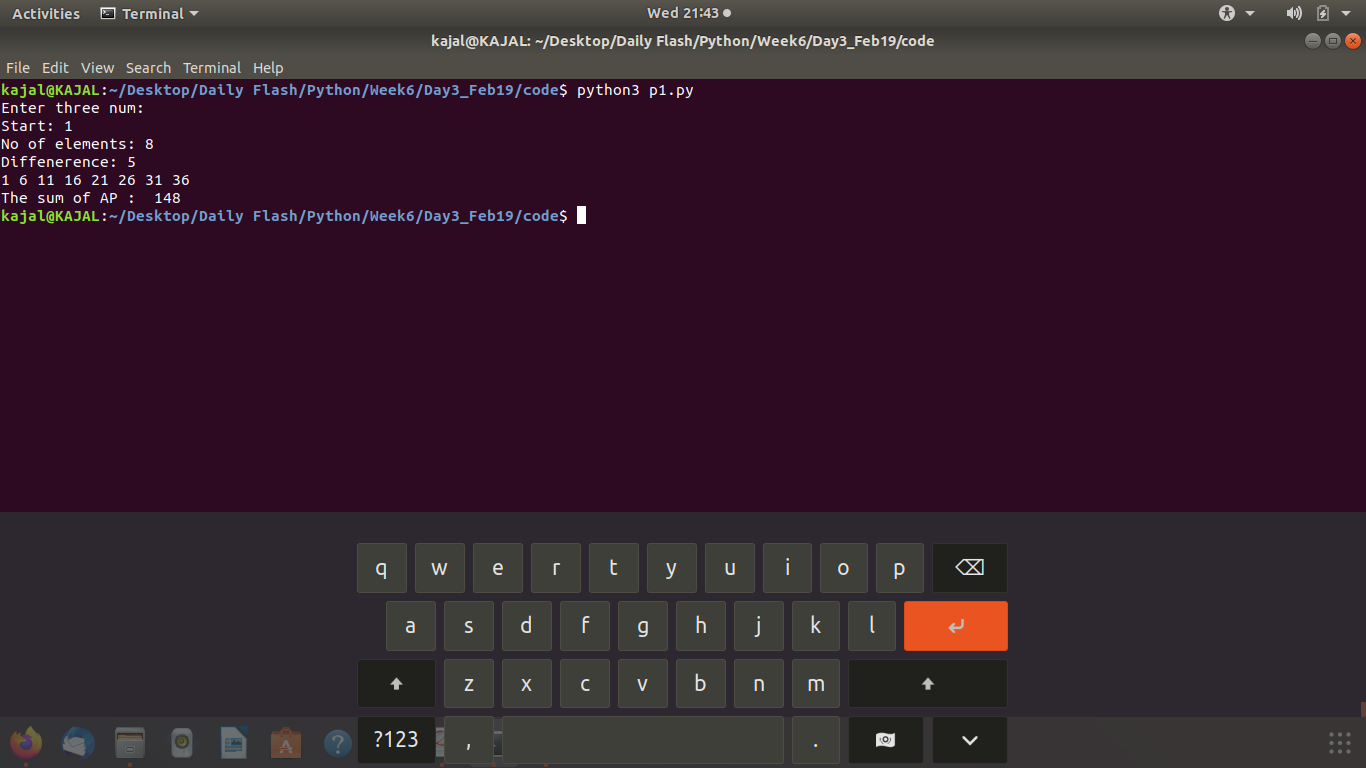 Activities Terminal Wed 21:43
kajal@KAJAL: ~/Desktop/Daily Flash/Python/Week6/Day3_Feb19/code
File Edit View Search Terminal Help
kajal@KAJAL:~/Desktop/Daily Flash/Python/Week6/Day3_Feb19/code$ python3 p1.py
Enter three num:
Start: 1
No of elements: 8
Diffenerence: 5
1 6 11 16 21 26 31 36
The sum of AP :  148
kajal@KAJAL:~/Desktop/Daily Flash/Python/Week6/Day3_Feb19/code$
q w e r t y u i o p
a s d f g h j k l
z x c v b n m
?123 , .